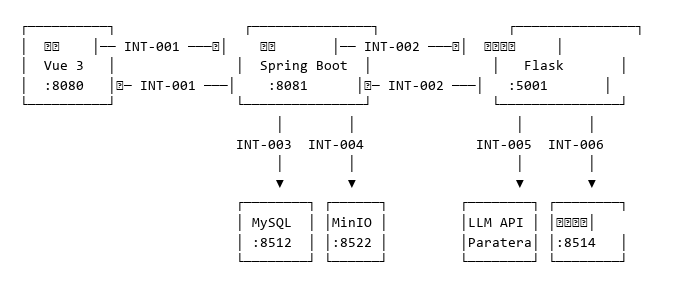 ── INT-001 ───
── INT-002 ───
Vue 3
Spring Boot
Flask
:8080
─ INT-001 ───
:8081
─ INT-002 ───
:5001
INT-003 INT-004
INT-005 INT-006
MySQL
MinIO
LLM API
:8512
:8522
Paratera
:8514